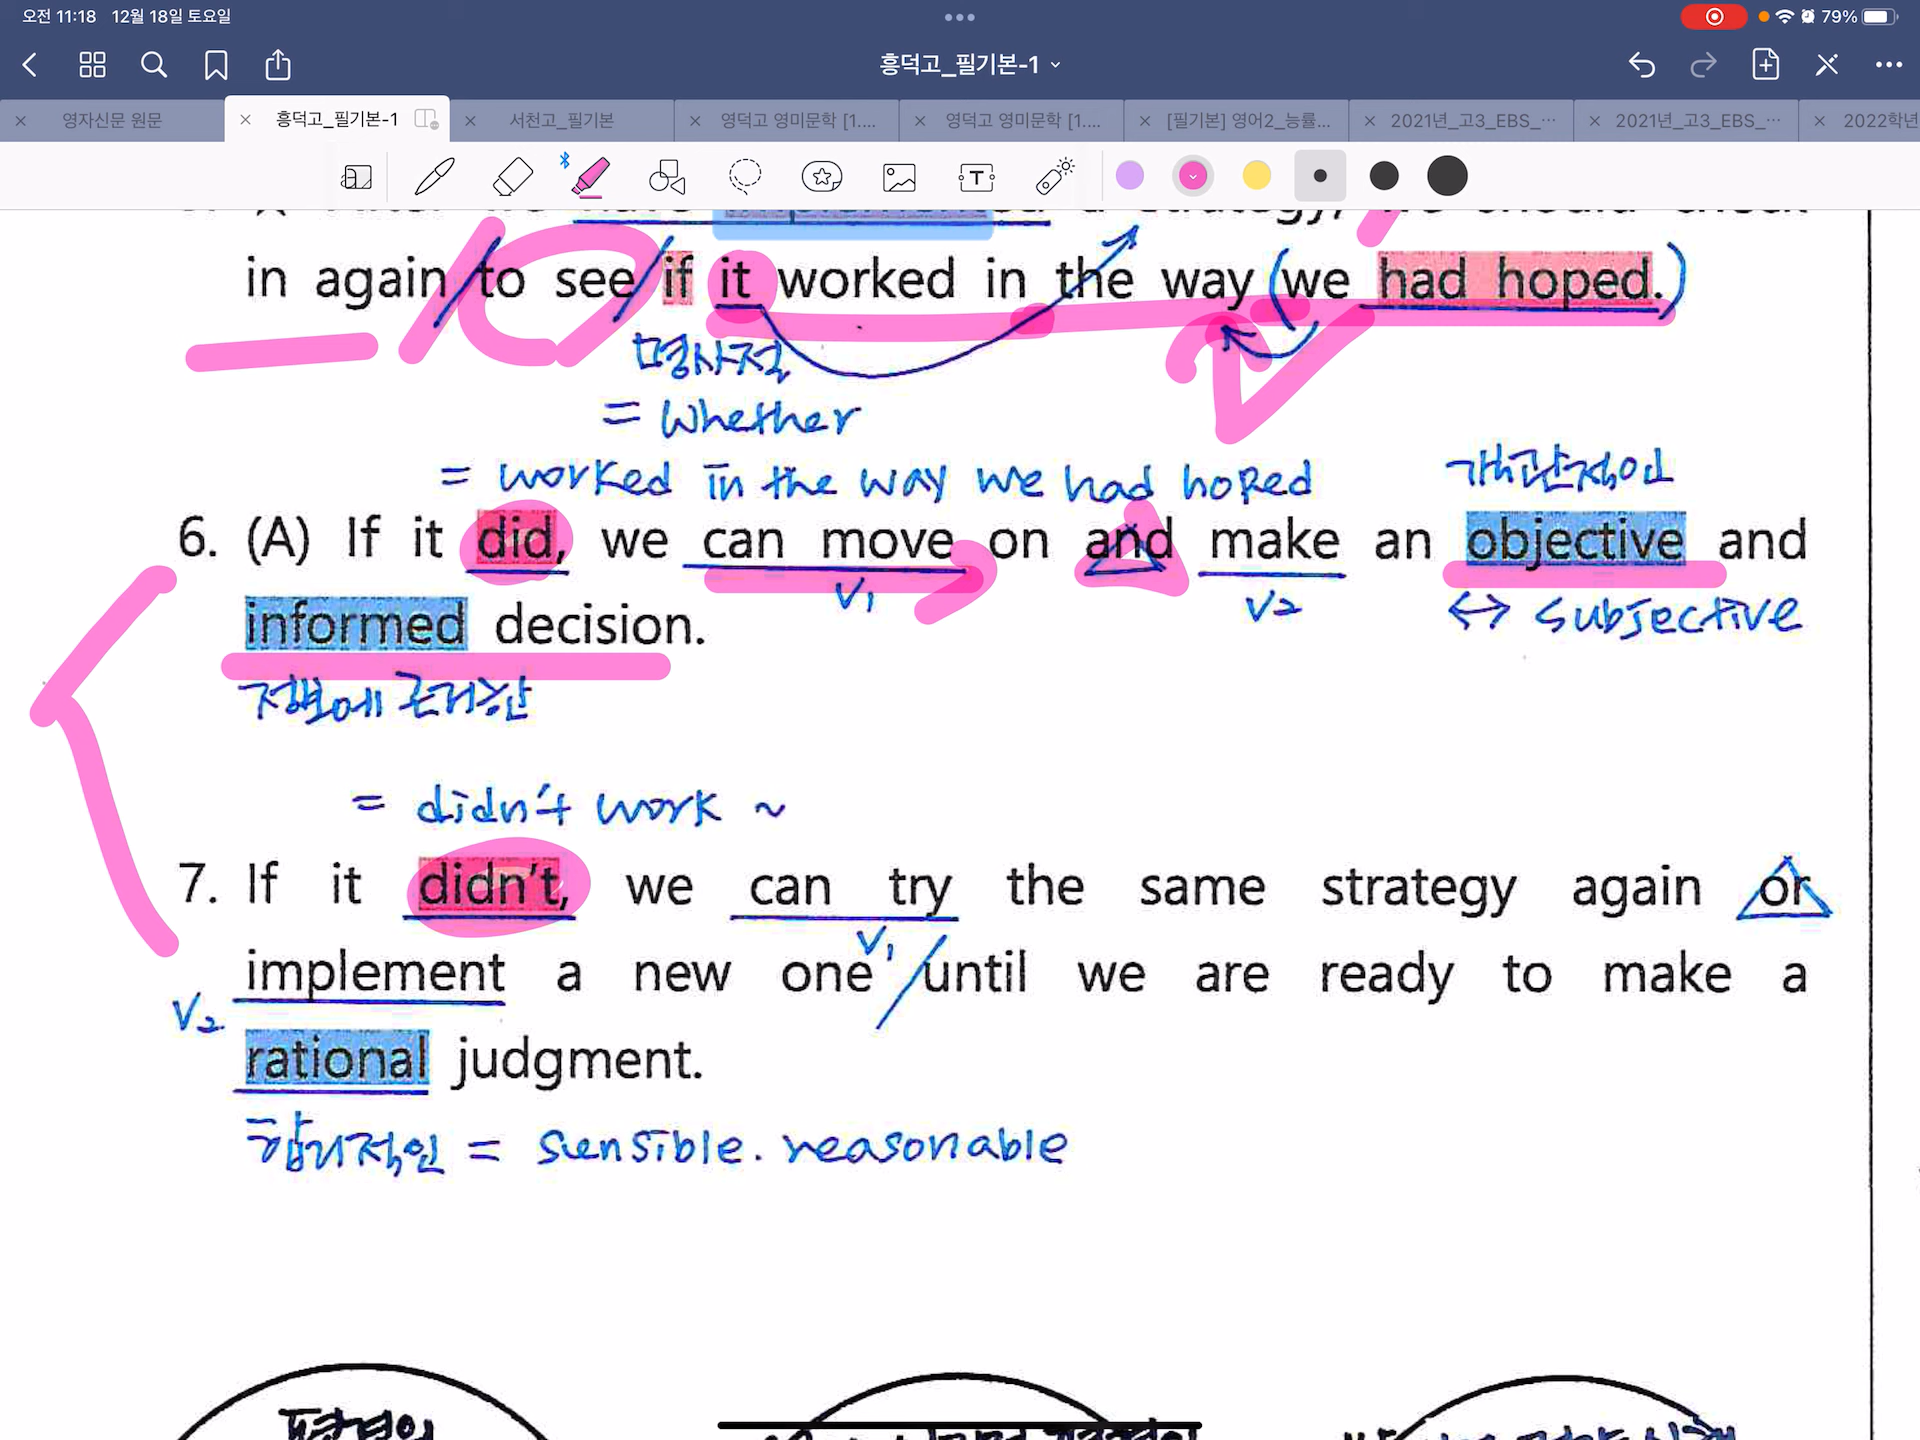 오전 11:18 12월 18일 토요일
79%
흥덕고_필기본-1
영자신문 원문
흥덕고_필기본-1
서천고_필기본
영덕고 영미문학 [1....
영덕고 영미문학 [1....
[필기본] 영어2_능률...
2021년_고3_EBS_...
2021년_고3_EBS_...
2022학년
in again to see if it worked in the way (we had hoped.)
명사절
= whether
= worked in the way we had hoped
객관적인
6. (A) If it did, we can move on and make an objective and
V1
V2
↔ subjective
informed decision.
정보에 근거한
= didn't work ~
7. If it didn't, we can try the same strategy again or
V1
implement a new one until we are ready to make a
V2
rational judgment.
합리적인 = sensible. reasonable